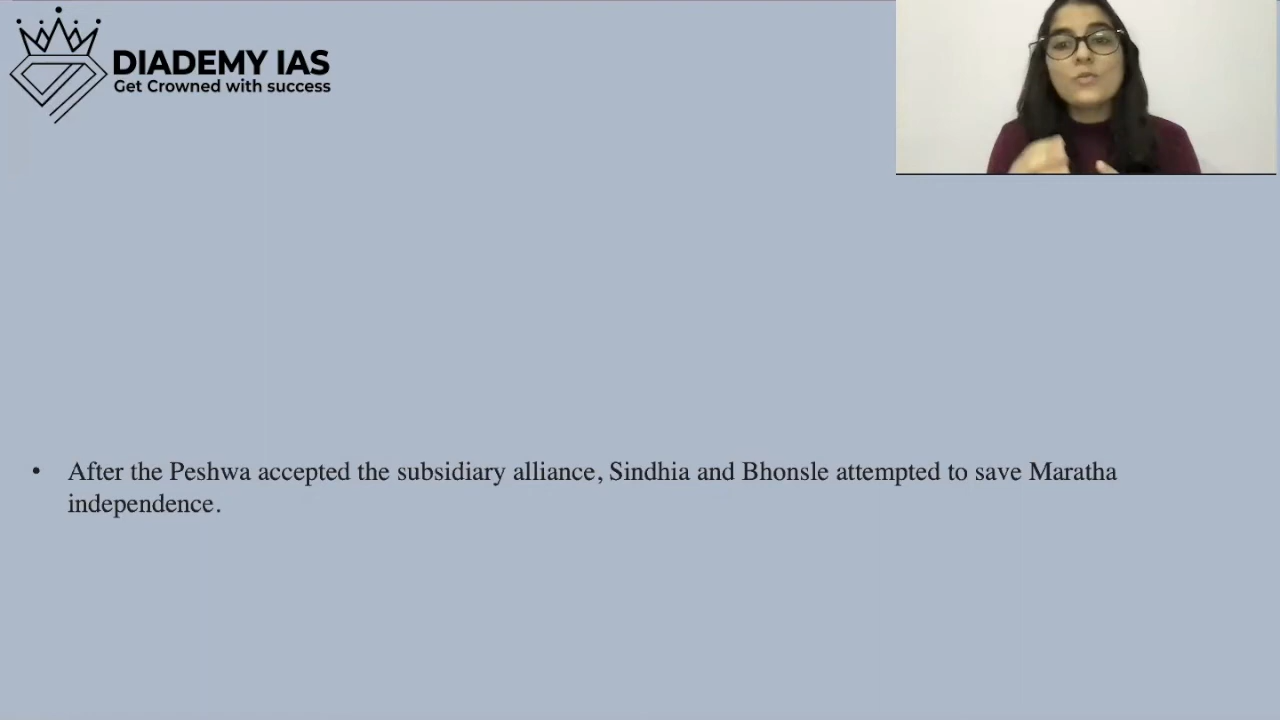 DIADEMY IAS
Get Crowned with success
• After the Peshwa accepted the subsidiary alliance, Sindhia and Bhonsle attempted to save Maratha
independence.